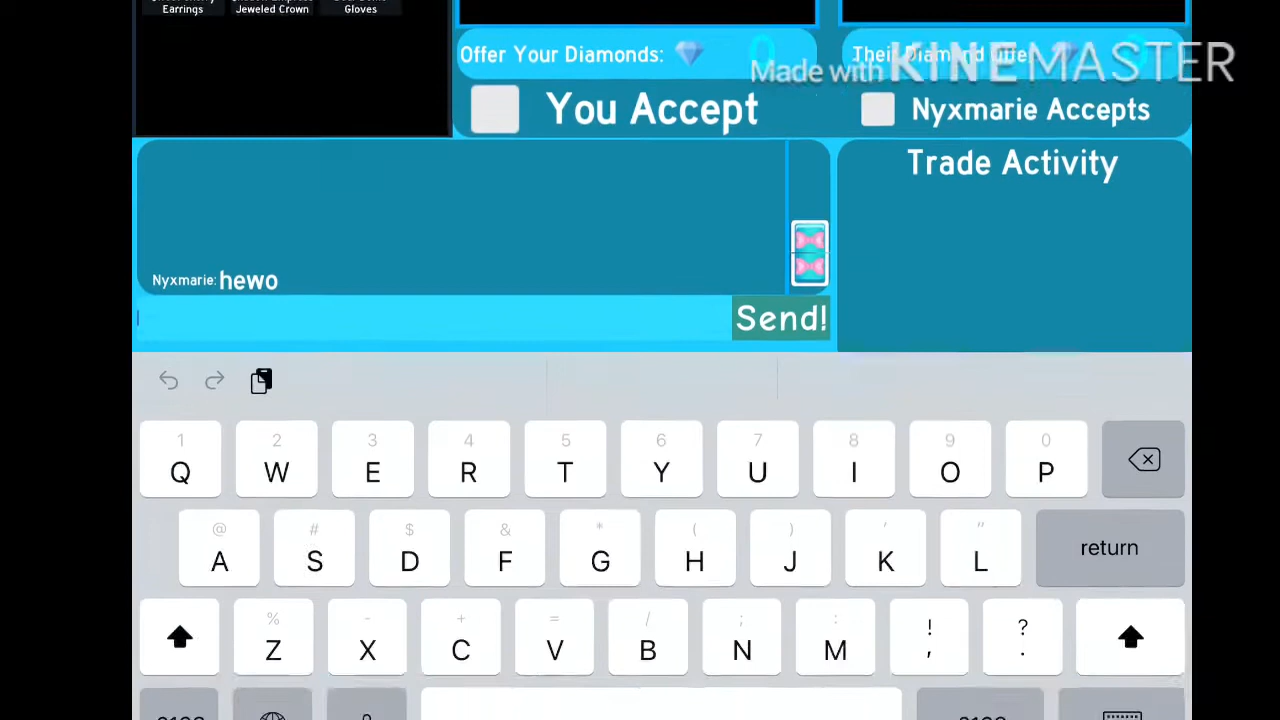 Earrings
Jeweled Crown
Gloves
Offer Your Diamonds:
Made with KINEMASTER
You Accept
Nyxmarie Accepts
Trade Activity
Nyxmarie: hewo
Send!
1 2 3 4 5 6 7 8 9 0
Q W E R T Y U I O P
@ # $ & * ( ) ' "
A S D F G H J K L return
% - + = / ; : ! ?
Z X C V B N M , .